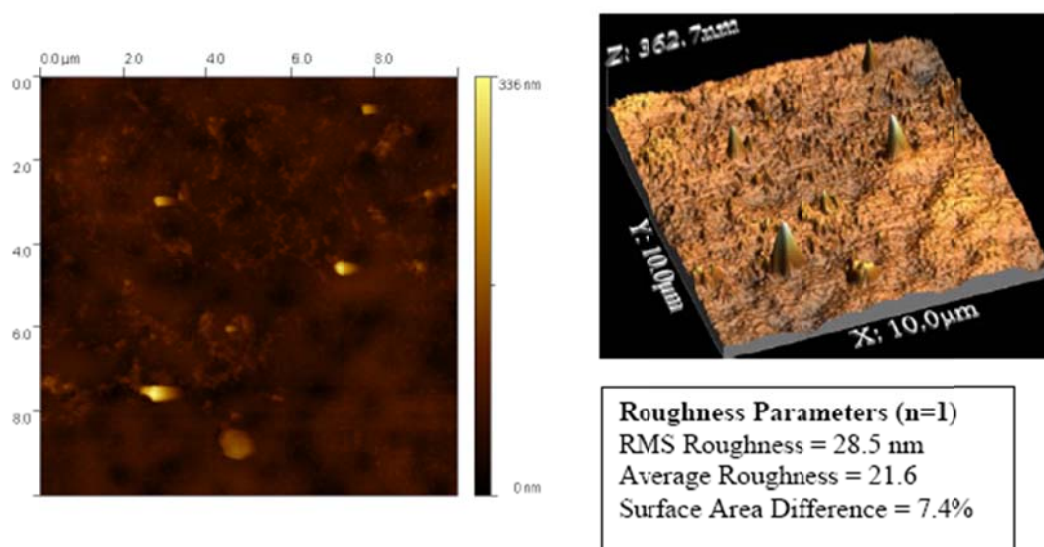 0.0 µm 2.0 4.0 6.0 8.0
0.0
2.0
4.0
6.0
8.0
336 nm
0 nm
Z: 362.7nm
Y: 10.0µm
X: 10.0µm
Roughness Parameters (n=1)
RMS Roughness = 28.5 nm
Average Roughness = 21.6
Surface Area Difference = 7.4%